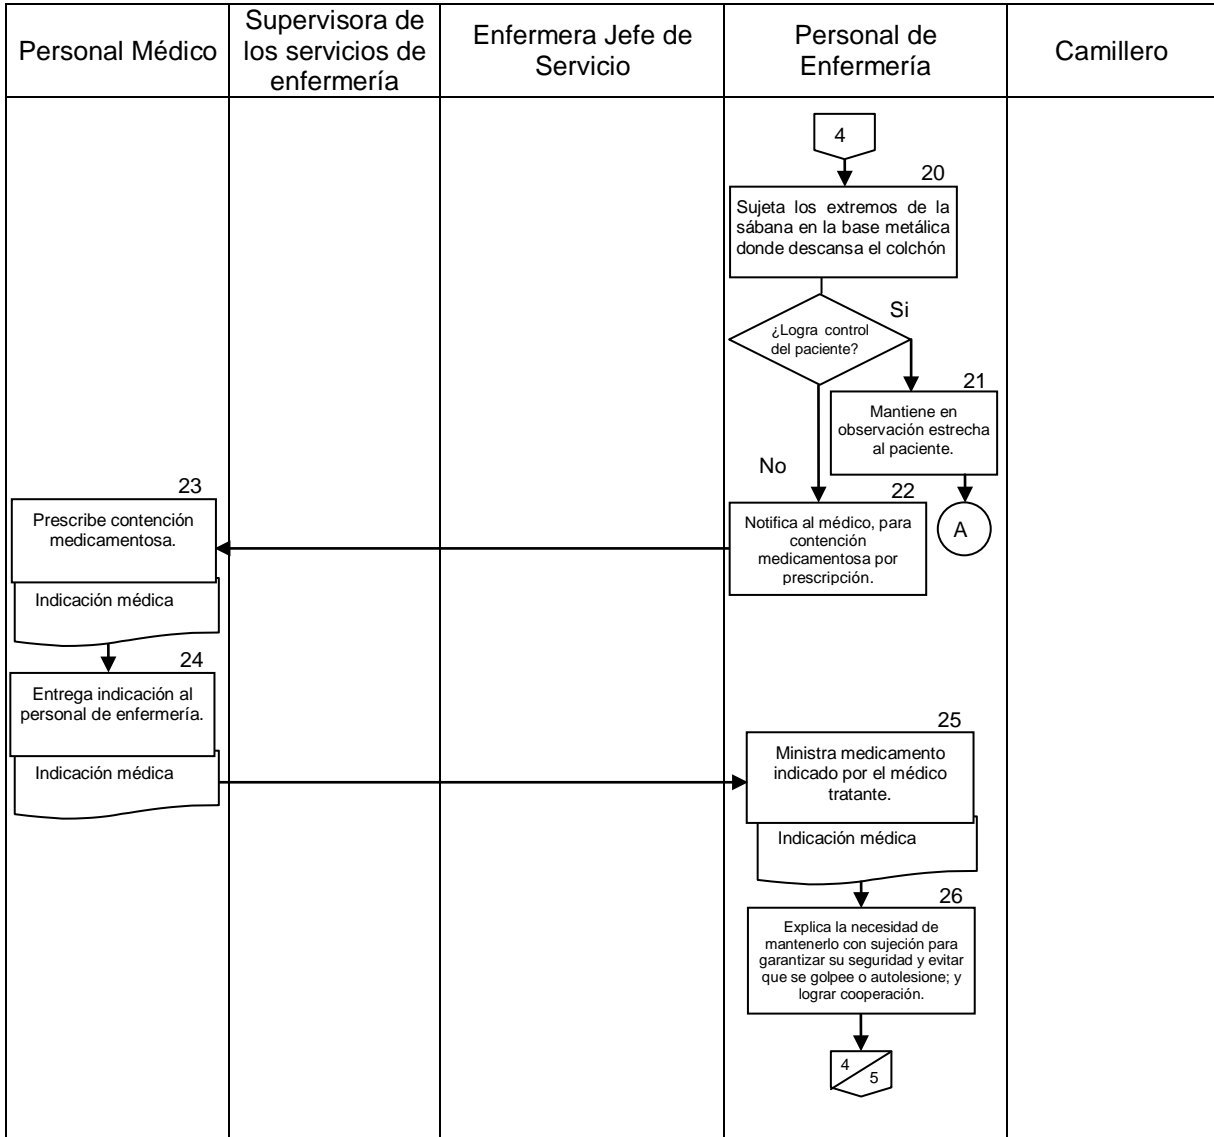 Personal Médico
Supervisora de
los servicios de
enfermería
Enfermera Jefe de
Servicio
Personal de
Enfermería
Camillero
4
20
Sujeta los extremos de la
sábana en la base metálica
donde descansa el colchón
¿Logra control
del paciente?
Si
21
Mantiene en
observación estrecha
al paciente.
A
No
22
Notifica al médico, para
contención
medicamentosa por
prescripción.
23
Prescribe contención
medicamentosa.
Indicación médica
24
Entrega indicación al
personal de enfermería.
Indicación médica
25
Ministra medicamento
indicado por el médico
tratante.
Indicación médica
26
Explica la necesidad de
mantenerlo con sujeción para
garantizar su seguridad y evitar
que se golpee o autolesione; y
lograr cooperación.
4
5